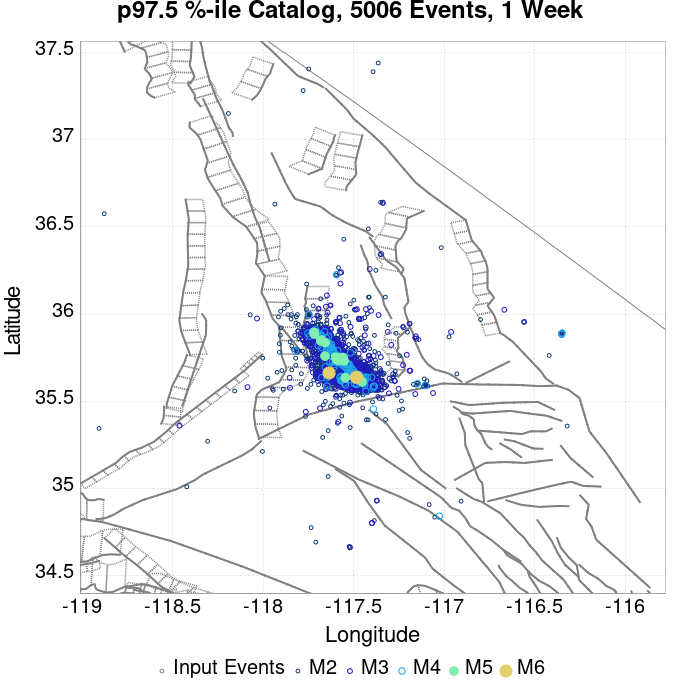 p97.5 %-ile Catalog, 5006 Events, 1 Week
37.5
37
36.5
36
35.5
35
34.5
Latitude
-119 -118.5 -118 -117.5 -117 -116.5 -116
Longitude
Input Events M2 M3 M4 M5 M6